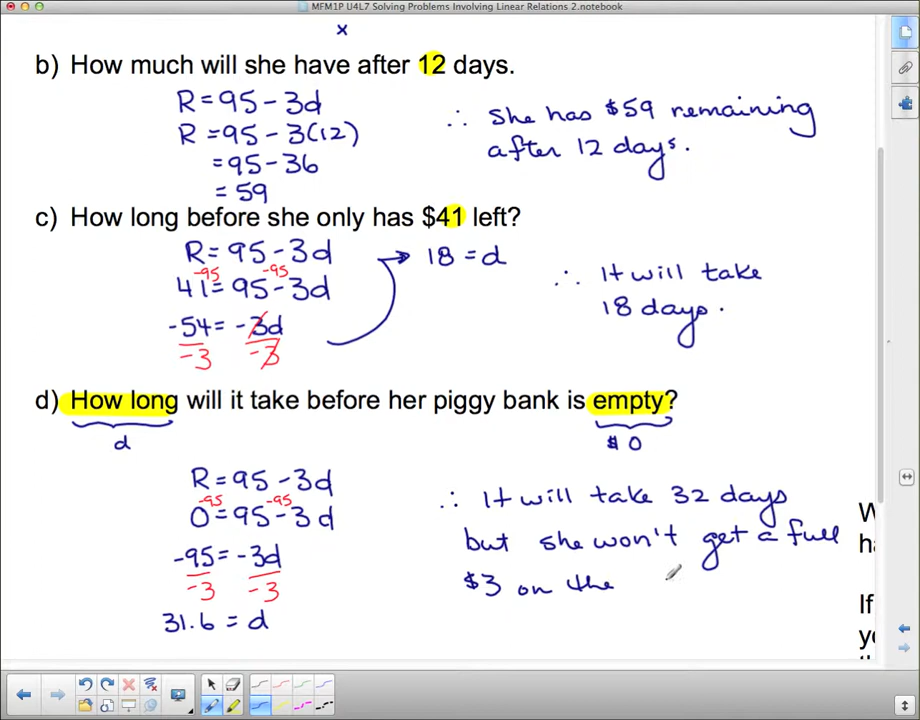 MFM1P U4L7 Solving Problems Involving Linear Relations 2.notebook
x
b) How much will she have after 12 days.
R = 95 - 3d
R = 95 - 3(12)
= 95 - 36
= 59
∴ She has $59 remaining
after 12 days.
c) How long before she only has $41 left?
R = 95 - 3d
-95 -95
41 = 95 - 3d
-54 = -3d
-3 -3
18 = d
∴ It will take
18 days.
d) How long will it take before her piggy bank is empty?
d
$ 0
R = 95 - 3d
-95 -95
0 = 95 - 3d
-95 = -3d
-3 -3
31.6 = d
∴ It will take 32 days
but she won't get a full
$3 on the
W
ha
If
yo